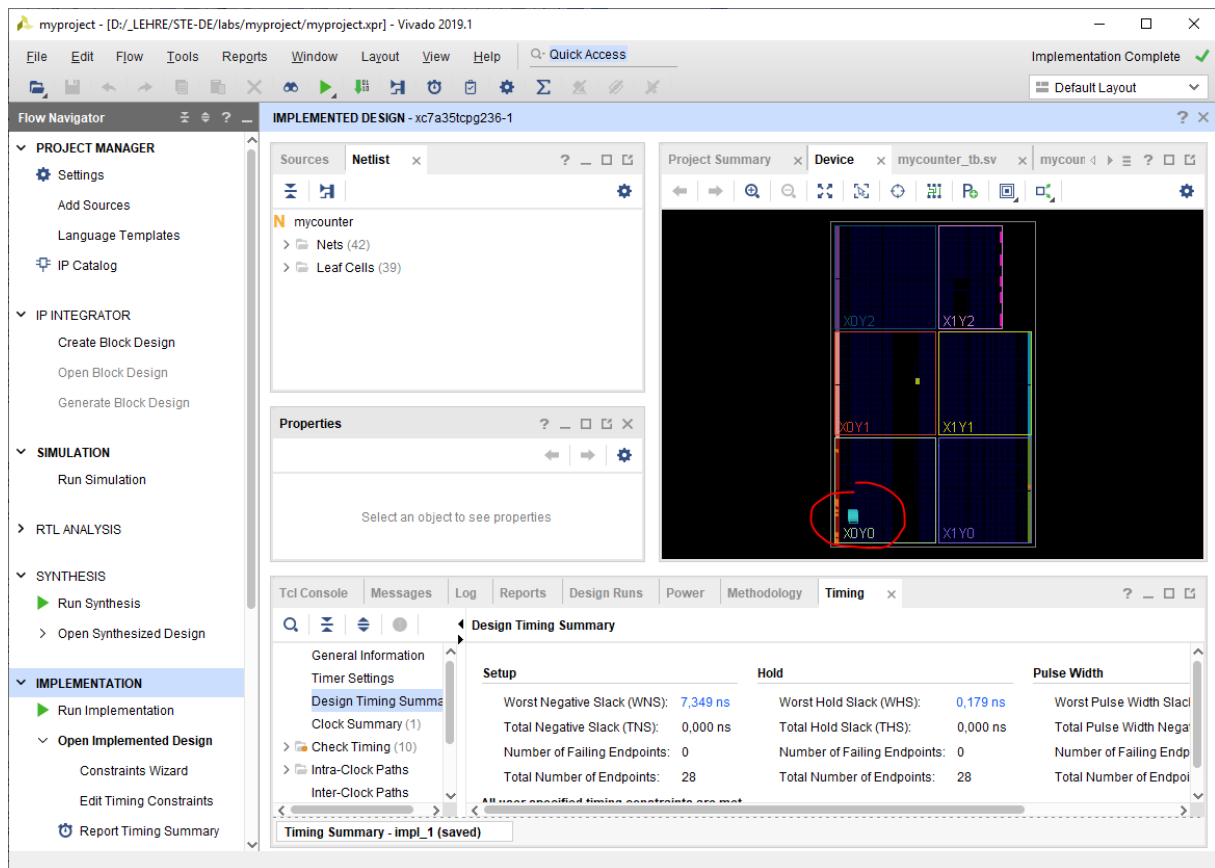 myproject - [D:/_LEHRE/STE-DE/labs/myproject/myproject.xpr] - Vivado 2019.1
File Edit Flow Tools Reports Window Layout View Help Q- Quick Access
Implementation Complete
Default Layout
Flow Navigator
PROJECT MANAGER
Settings
Add Sources
Language Templates
IP Catalog
IP INTEGRATOR
Create Block Design
Open Block Design
Generate Block Design
SIMULATION
Run Simulation
RTL ANALYSIS
SYNTHESIS
Run Synthesis
Open Synthesized Design
IMPLEMENTATION
Run Implementation
Open Implemented Design
Constraints Wizard
Edit Timing Constraints
Report Timing Summary
IMPLEMENTED DESIGN - xc7a35tcpg236-1
Sources Netlist
N mycounter
Nets (42)
Leaf Cells (39)
Properties
Select an object to see properties
Project Summary Device mycounter_tb.sv mycoun
X0Y2 X1Y2
X0Y1 X1Y1
X0Y0 X1Y0
Tcl Console Messages Log Reports Design Runs Power Methodology Timing
General Information
Timer Settings
Design Timing Summa
Clock Summary (1)
Check Timing (10)
Intra-Clock Paths
Inter-Clock Paths
Design Timing Summary
Setup Hold Pulse Width
Worst Negative Slack (WNS): 7,349 ns Worst Hold Slack (WHS): 0,179 ns Worst Pulse Width Slac
Total Negative Slack (TNS): 0,000 ns Total Hold Slack (THS): 0,000 ns Total Pulse Width Nega
Number of Failing Endpoints: 0 Number of Failing Endpoints: 0 Number of Failing Endp
Total Number of Endpoints: 28 Total Number of Endpoints: 28 Total Number of Endpoi
All user specified timing constraints are met
Timing Summary - impl_1 (saved)